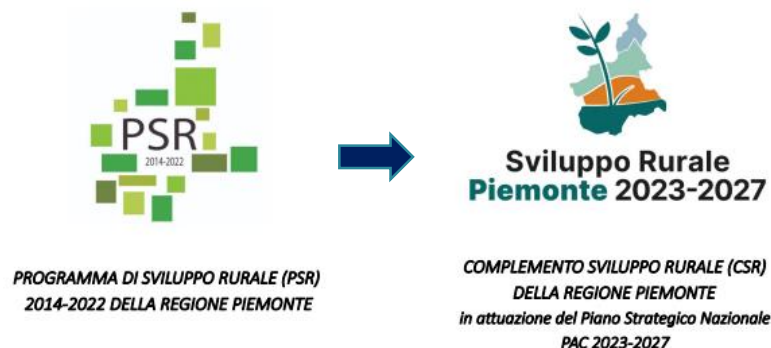 PSR
2014-2022
PROGRAMMA DI SVILUPPO RURALE (PSR)
2014-2022 DELLA REGIONE PIEMONTE
Sviluppo Rurale
Piemonte 2023-2027
COMPLEMENTO SVILUPPO RURALE (CSR)
DELLA REGIONE PIEMONTE
in attuazione del Piano Strategico Nazionale
PAC 2023-2027